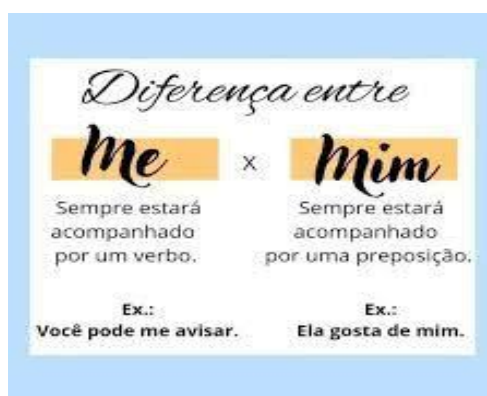 Diferença entre
Me x Mim
Sempre estará
acompanhado
por um verbo.
Sempre estará
acompanhado
por uma preposição.
Ex.:
Você pode me avisar.
Ex.:
Ela gosta de mim.